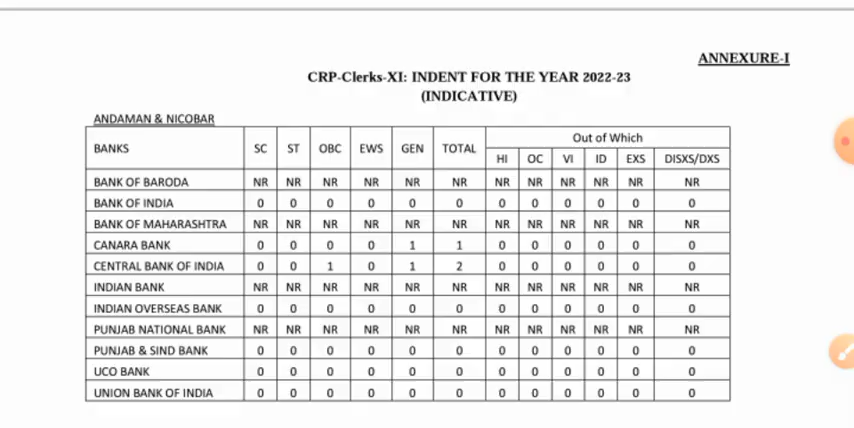 ANNEXURE-I
CRP-Clerks-XI: INDENT FOR THE YEAR 2022-23
(INDICATIVE)
ANDAMAN & NICOBAR
BANKS SC ST OBC EWS GEN TOTAL Out of Which
HI OC VI ID EXS DISXS/DXS
BANK OF BARODA NR NR NR NR NR NR NR NR NR NR NR NR
BANK OF INDIA 0 0 0 0 0 0 0 0 0 0 0 0
BANK OF MAHARASHTRA NR NR NR NR NR NR NR NR NR NR NR NR
CANARA BANK 0 0 0 0 1 1 0 0 0 0 0 0
CENTRAL BANK OF INDIA 0 0 1 0 1 2 0 0 0 0 0 0
INDIAN BANK NR NR NR NR NR NR NR NR NR NR NR NR
INDIAN OVERSEAS BANK 0 0 0 0 0 0 0 0 0 0 0 0
PUNJAB NATIONAL BANK NR NR NR NR NR NR NR NR NR NR NR NR
PUNJAB & SIND BANK 0 0 0 0 0 0 0 0 0 0 0 0
UCO BANK 0 0 0 0 0 0 0 0 0 0 0 0
UNION BANK OF INDIA 0 0 0 0 0 0 0 0 0 0 0 0